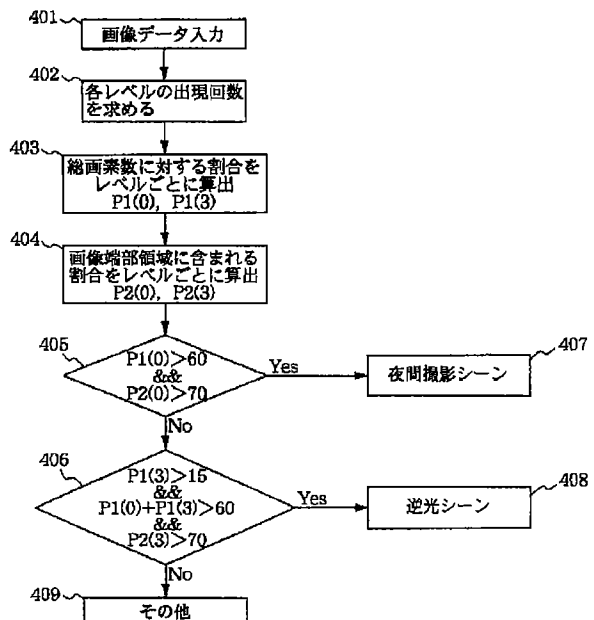 401
画像データ入力
402
各レベルの出現回数
を求める
403
総画素数に対する割合を
レベルごとに算出
P1(0), P1(3)
404
画像端部領域に含まれる
割合をレベルごとに算出
P2(0), P2(3)
405
P1(0)>60
&&
P2(0)>70
Yes
407
夜間撮影シーン
No
406
P1(3)>15
&&
P1(0)+P1(3)>60
&&
P2(3)>70
Yes
408
逆光シーン
No
409
その他